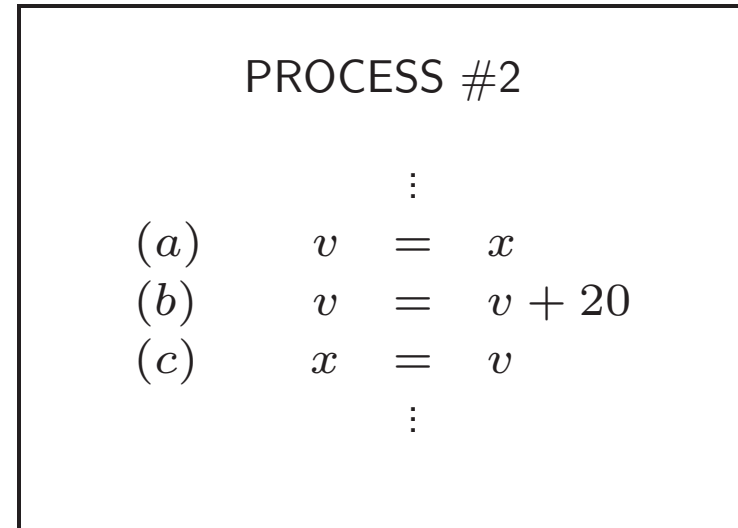 PROCESS #2
⋮
(a) v = x
(b) v = v + 20
(c) x = v
⋮